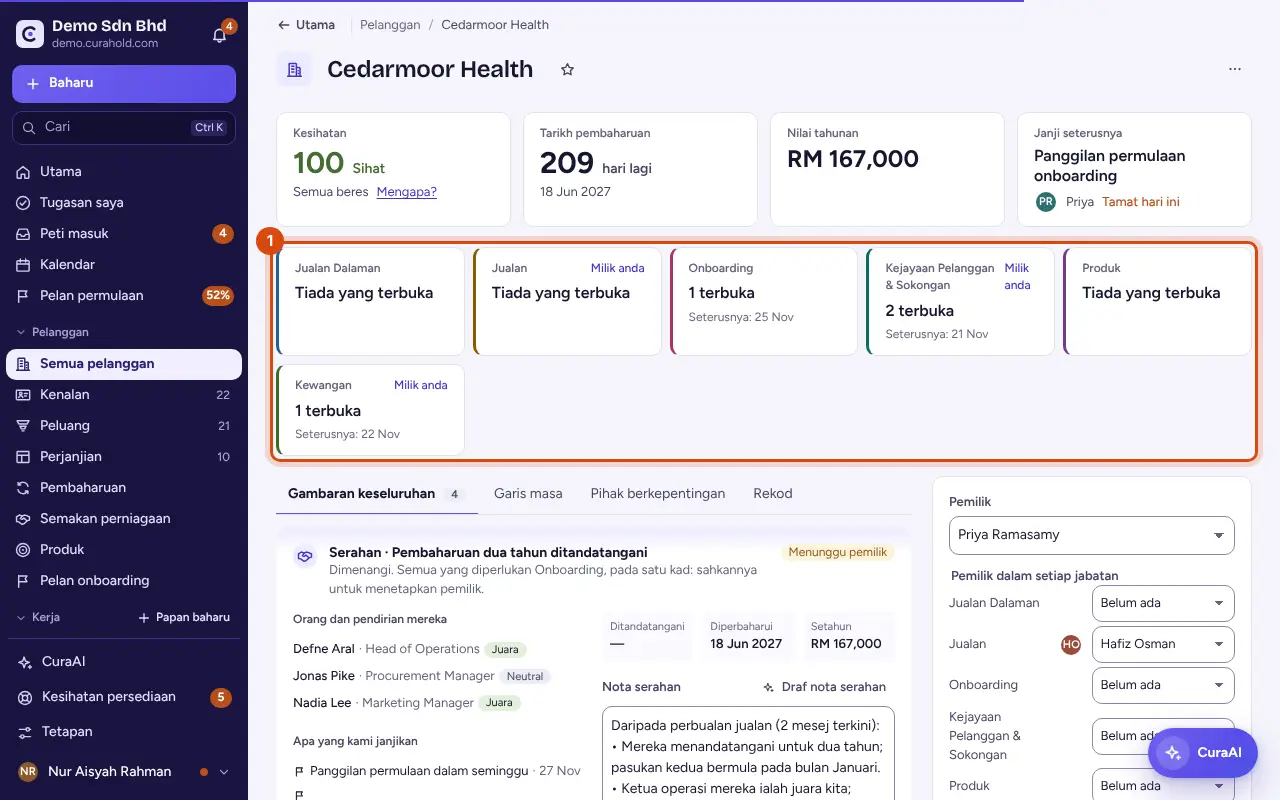 Demo Sdn Bhd
demo.curahold.com
4
Baharu
Cari
Ctrl K
Utama
Tugasan saya
Peti masuk
4
Kalendar
Pelan permulaan
52%
Pelanggan
Semua pelanggan
Kenalan
22
Peluang
21
Perjanjian
10
Pembaharuan
Semakan perniagaan
Produk
Pelan onboarding
Kerja
+ Papan baharu
CuraAI
Kesihatan persediaan
5
Tetapan
NR
Nur Aisyah Rahman
← Utama
Pelanggan / Cedarmoor Health
Cedarmoor Health
...
Kesihatan
100 Sihat
Semua beres Mengapa?
Tarikh pembaharuan
209 hari lagi
18 Jun 2027
Nilai tahunan
RM 167,000
Janji seterusnya
Panggilan permulaan
onboarding
PR Priya Tamat hari ini
1
Jualan Dalaman
Tiada yang terbuka
Jualan Milik anda
Tiada yang terbuka
Onboarding
1 terbuka
Seterusnya: 25 Nov
Kejayaan Pelanggan
& Sokongan
Milik
anda
2 terbuka
Seterusnya: 21 Nov
Produk
Tiada yang terbuka
Kewangan Milik anda
1 terbuka
Seterusnya: 22 Nov
Gambaran keseluruhan 4
Garis masa
Pihak berkepentingan
Rekod
Serahan · Pembaharuan dua tahun ditandatangani
Menunggu pemilik
Dimenangi. Semua yang diperlukan Onboarding, pada satu kad: sahkannya
untuk menetapkan pemilik.
Orang dan pendirian mereka
Defne Aral · Head of Operations Juara
Jonas Pike · Procurement Manager Neutral
Nadia Lee · Marketing Manager Juara
Apa yang kami janjikan
Panggilan permulaan dalam seminggu · 27 Nov
Ditandatangani
—
Diperbaharui
18 Jun 2027
Setahun
RM 167,000
Nota serahan
Draf nota serahan
Daripada perbualan jualan (2 mesej terkini):
• Mereka menandatangani untuk dua tahun;
pasukan kedua bermula pada bulan Januari.
• Ketua operasi mereka ialah juara kita;
Pemilik
Priya Ramasamy
Pemilik dalam setiap jabatan
Jualan Dalaman
Belum ada
Jualan
HO
Hafiz Osman
Onboarding
Belum ada
Kejayaan
Pelanggan &
Sokongan
Belum
Produk
Belum ada
CuraAI